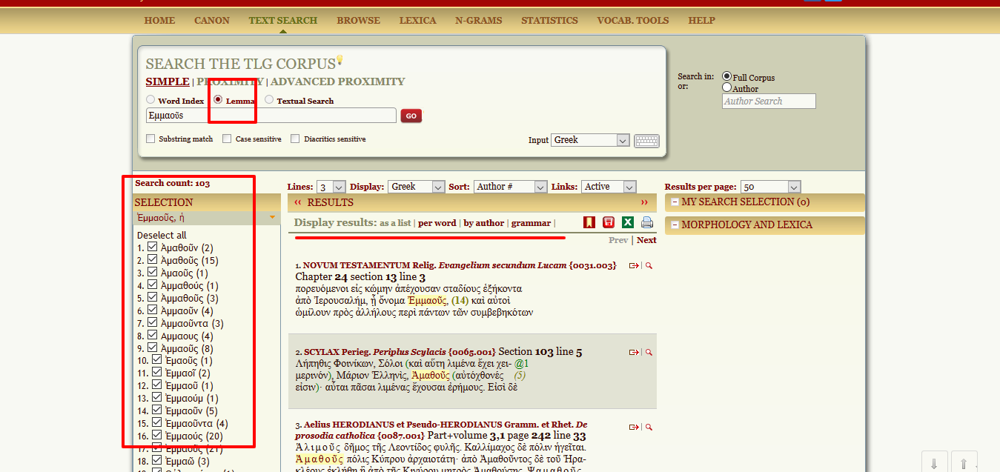 HOME CANON TEXT SEARCH BROWSE LEXICA N-GRAMS STATISTICS VOCAB. TOOLS HELP
SEARCH THE TLG CORPUS
SIMPLE | PROXIMITY | ADVANCED PROXIMITY
Word Index Lemma Textual Search
Εμμαοῦς GO
Substring match Case sensitive Diacritics sensitive Input Greek
Search in: Full Corpus
or: Author
Author Search
Search count: 103
SELECTION
Ἐμμαοῦς, ἡ
Deselect all
1. Ἀμαθοῦν (2)
2. Ἀμαθοῦς (15)
3. Ἀμαοῦς (1)
4. Ἀμμαθούς (1)
5. Ἀμμαθοῦς (3)
6. Ἀμμαοῦν (4)
7. Ἀμμαοῦντα (3)
8. Ἀμμαους (4)
9. Ἀμμαοῦς (8)
10. Ἐμαοῦς (1)
11. Ἐμμαοῖ (2)
12. Ἐμμαοῦ (1)
13. Ἐμμαούμ (1)
14. Ἐμμαοῦν (5)
15. Ἐμμαοῦντα (4)
16. Ἐμμαούς (20)
17. Ἐμμαοῦς (21)
18. Ἐμμαῶ (3)
Lines: 3 Display: Greek Sort: Author # Links: Active
‹‹ RESULTS ››
Display results: as a list | per word | by author | grammar |
Prev | Next
1. NOVUM TESTAMENTUM Relig. Evangelium secundum Lucam {0031.003}
Chapter 24 section 13 line 3
πορευόμενοι εἰς κώμην ἀπέχουσαν σταδίους ἑξήκοντα
ἀπὸ Ἰερουσαλήμ, ᾗ ὄνομα Ἐμμαοῦς, (14) καὶ αὐτοὶ
ὡμίλουν πρὸς ἀλλήλους περὶ πάντων τῶν συμβεβηκότων
2. SCYLAX Perieg. Periplus Scylacis {0065.001} Section 103 line 5
Λήπηθις Φοινίκων, Σόλοι (καὶ αὕτη λιμένα ἔχει χει- @1
μερινόν), Μάριον Ἑλληνὶς, Ἀμαθοῦς (αὐτόχθονές (5)
εἰσιν)· αὗται πᾶσαι λιμένας ἔχουσαι ἐρήμους. Εἰσὶ δὲ
3. Aelius HERODIANUS et Pseudo-HERODIANUS Gramm. et Rhet. De
prosodia catholica {0087.001} Part+volume 3,1 page 242 line 33
Ἁλιμοῦς δῆμος τῆς Λεοντίδος φυλῆς. Καλλίμαχος δὲ πόλιν ἡγεῖται.
Ἀμαθοῦς πόλις Κύπρου ἀρχαιοτάτη· ἀπὸ Ἀμαθοῦντος δὲ τοῦ Ἡρα-
κλέους ἐκλήθη ἢ ἀπὸ τῆς Κινύρου μητρὸς Ἀμαθούσης. Ψαμαθοῦς
Results per page: 50
MY SEARCH SELECTION (0)
MORPHOLOGY AND LEXICA